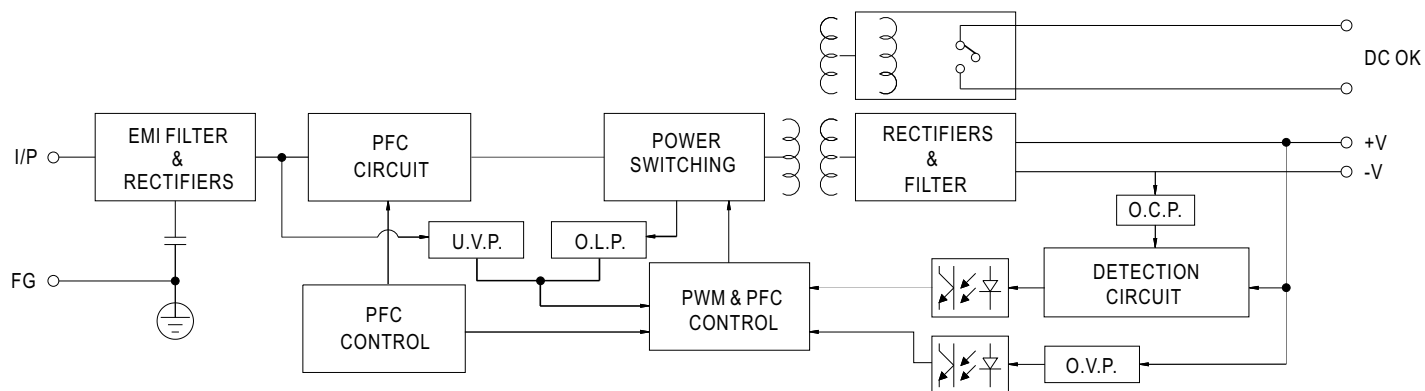 DC OK
EMI FILTER
&
RECTIFIERS
PFC
CIRCUIT
POWER
SWITCHING
RECTIFIERS
&
FILTER
I/P
+V
-V
O.C.P.
U.V.P.
O.L.P.
FG
PFC
CONTROL
PWM & PFC
CONTROL
DETECTION
CIRCUIT
O.V.P.